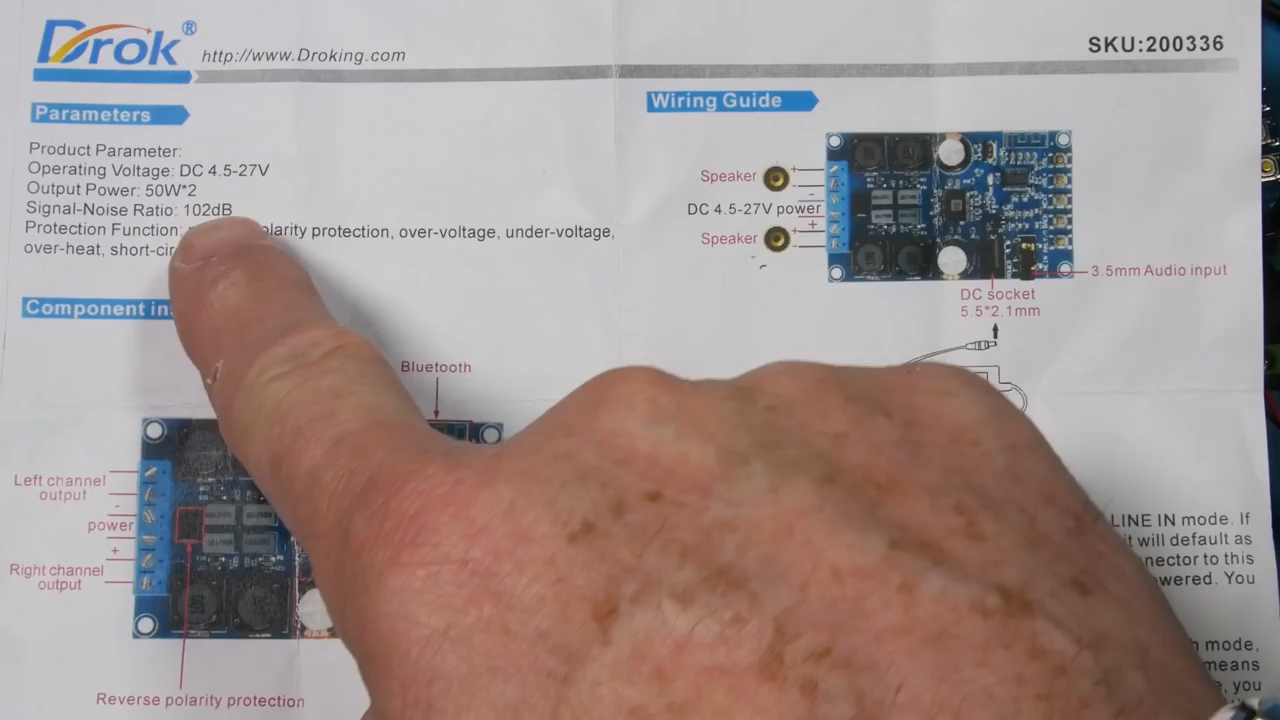 Drok®
http://www.Droking.com
SKU:200336
Parameters
Product Parameter:
Operating Voltage: DC 4.5-27V
Output Power: 50W*2
Signal-Noise Ratio: 102dB
Protection Function: polarity protection, over-voltage, under-voltage,
over-heat, short-cir
Component in
Bluetooth
Left channel
output
-
power
+
Right channel
output
Reverse polarity protection
Wiring Guide
Speaker + -
-
DC 4.5-27V power
+
Speaker + -
3.5mm Audio input
DC socket
5.5*2.1mm
LINE IN mode. If
it will default as
nector to this
owered. You
mode,
means
you